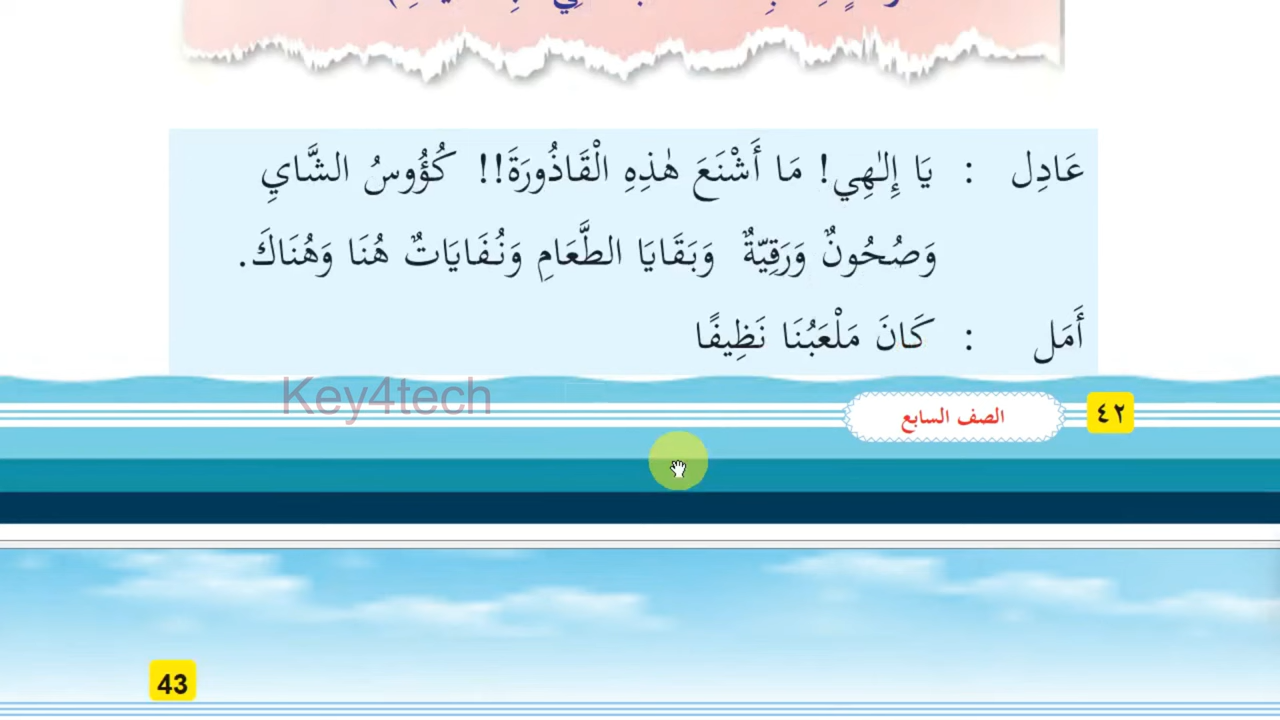 عَادِل : يَا إِلـٰهِي! مَا أَشْنَعَ هٰذِهِ الْقَاذُورَةَ!! كُؤُوسُ الشَّايِ
وَصُحُونٌ وَرَقِيّةٌ وَبَقَايَا الطَّعَامِ وَنُفَايَاتٌ هُنَا وَهُنَاكَ.
أَمَل : كَانَ مَلْعَبُنَا نَظِيفًا
Key4tech
الصف السابع
٤٢
43